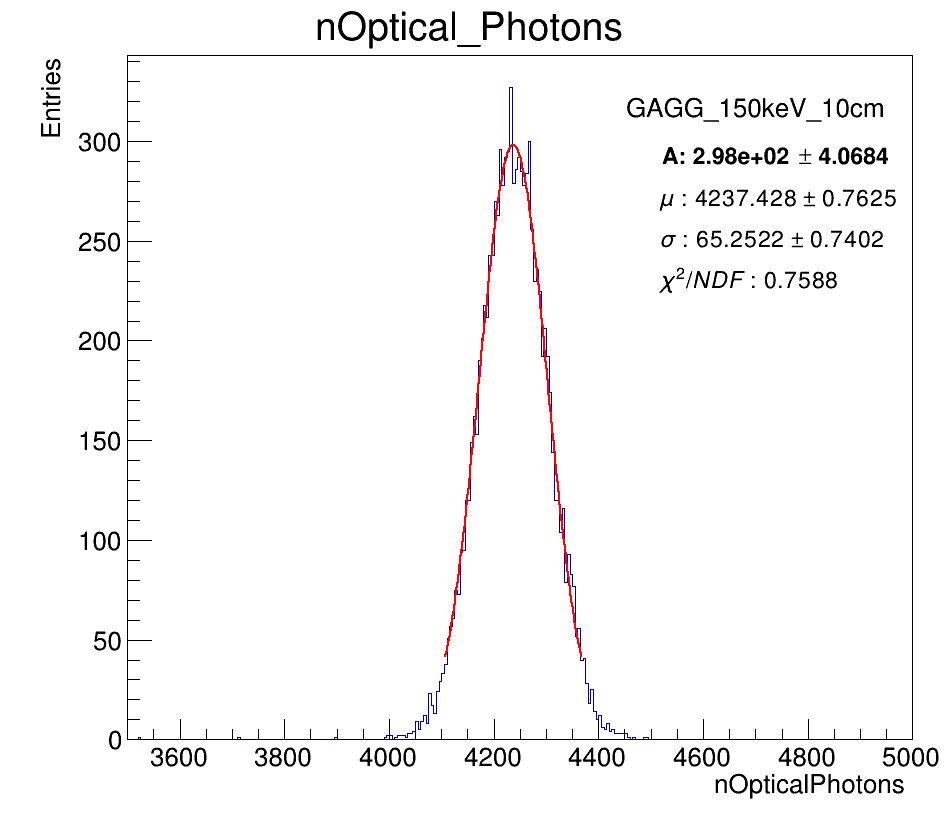 nOptical_Photons
Entries
GAGG_150keV_10cm
A: 2.98e+02 ± 4.0684
μ : 4237.428 ± 0.7625
σ : 65.2522 ± 0.7402
χ²/NDF : 0.7588
300
250
200
150
100
50
0
3600 3800 4000 4200 4400 4600 4800 5000
nOpticalPhotons